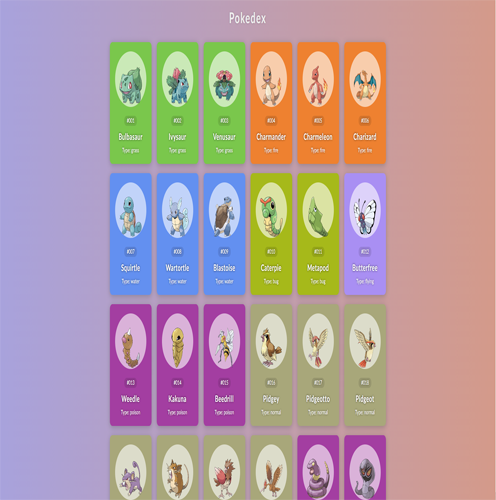 Pokedex
#001
Bulbasaur
Type: grass
#002
Ivysaur
Type: grass
#003
Venusaur
Type: grass
#004
Charmander
Type: fire
#005
Charmeleon
Type: fire
#006
Charizard
Type: fire
#007
Squirtle
Type: water
#008
Wartortle
Type: water
#009
Blastoise
Type: water
#010
Caterpie
Type: bug
#011
Metapod
Type: bug
#012
Butterfree
Type: flying
#013
Weedle
Type: poison
#014
Kakuna
Type: poison
#015
Beedrill
Type: poison
#016
Pidgey
Type: normal
#017
Pidgeotto
Type: normal
#018
Pidgeot
Type: normal